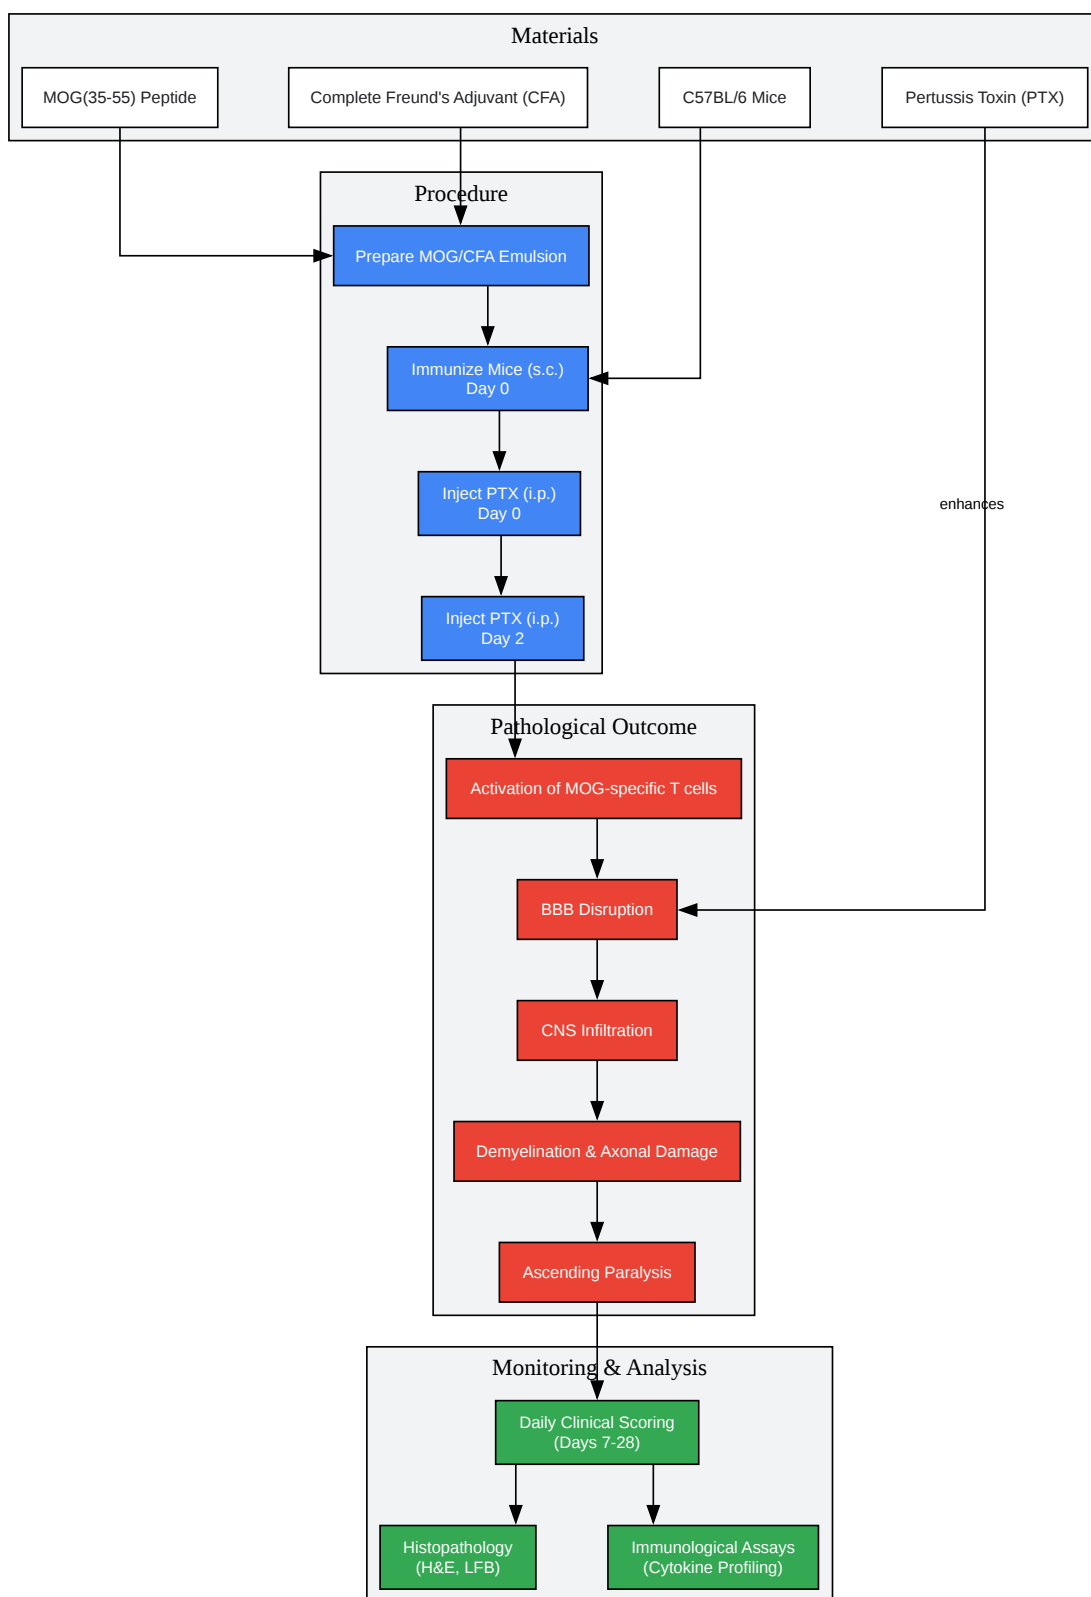 Materials
MOG(35-55) Peptide
Complete Freund's Adjuvant (CFA)
C57BL/6 Mice
Pertussis Toxin (PTX)
Procedure
Prepare MOG/CFA Emulsion
Immunize Mice (s.c.)
Day 0
Inject PTX (i.p.)
Day 0
enhances
Inject PTX (i.p.)
Day 2
Pathological Outcome
Activation of MOG-specific T cells
BBB Disruption
CNS Infiltration
Demyelination & Axonal Damage
Ascending Paralysis
Monitoring & Analysis
Daily Clinical Scoring
(Days 7-28)
Histopathology
(H&E, LFB)
Immunological Assays
(Cytokine Profiling)